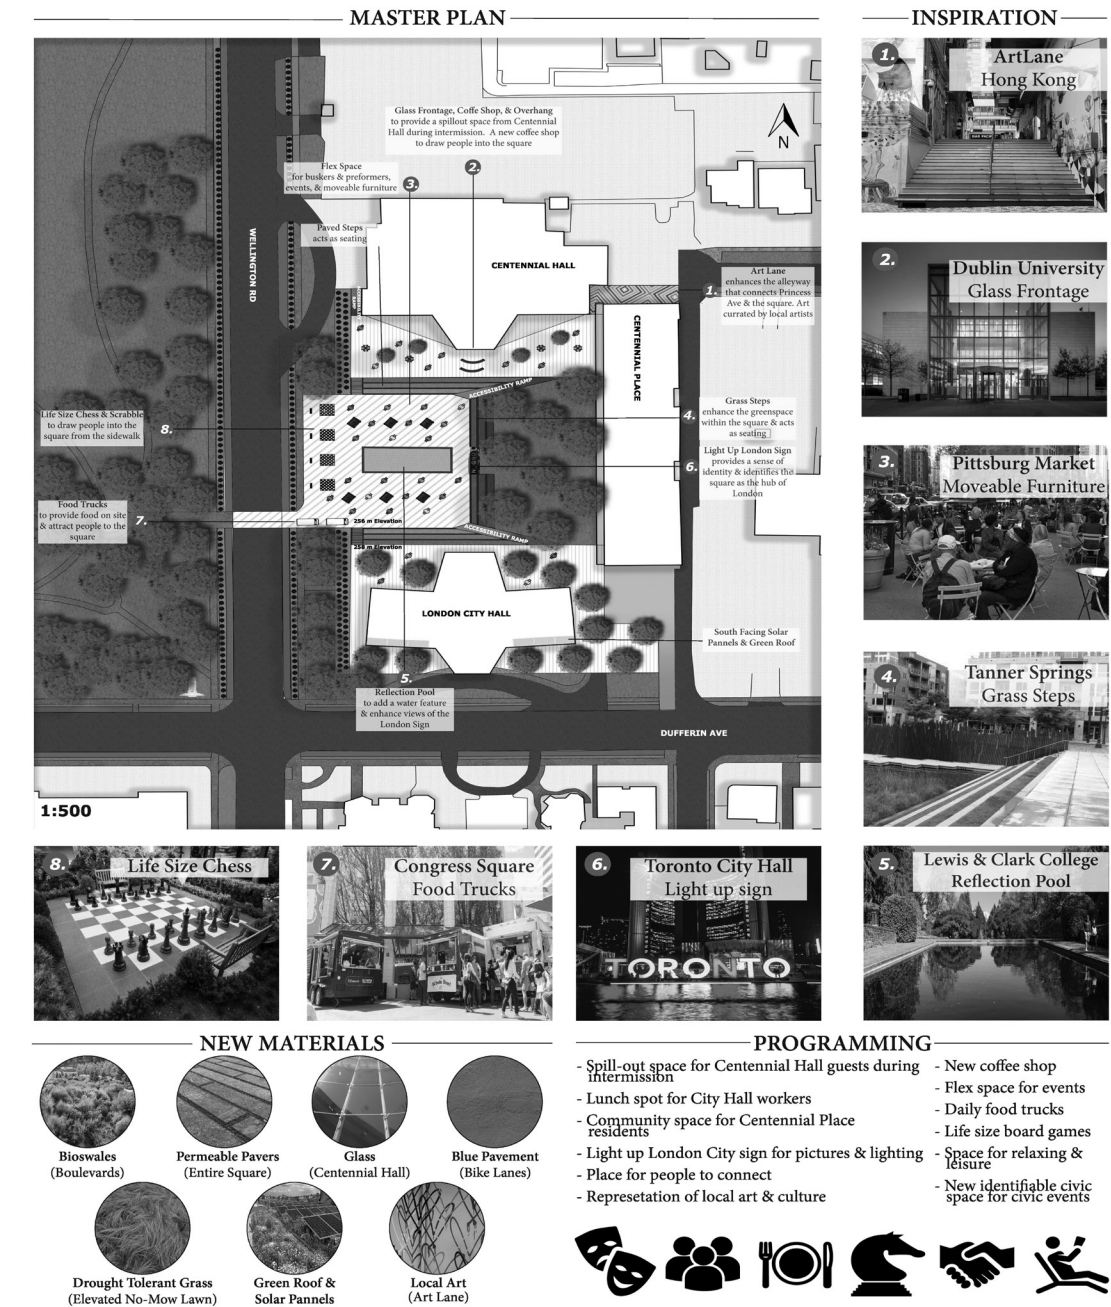 MASTER PLAN
Glass Frontage, Coffe Shop, & Overhang
to provide a spillout space from Centennial
Hall during intermission. A new coffee shop
to draw people into the square
N
2.
Flex Space
for buskers & preformers,
events, & moveable furniture
3.
Paved Steps
acts as seating
WELLINGTON RD
CENTENNIAL HALL
RAMP
1.
Art Lane
enhances the alleyway
that connects Princess
Ave & the square. Art
currated by local artists
CENTENNIAL PLACE
ACCESSIBILITY RAMP
Life Size Chess & Scrabble
to draw people into the
square from the sidewalk
8.
4.
Grass Steps
enhance the greenspace
within the square & acts
as seating
6.
Light Up London Sign
provides a sense of
identity & identifies the
square as the hub of
London
Food Trucks
to provide food on site
& attract people to the
square
7.
256 m Elevation
ACCESSIBILITY RAMP
258 m Elevation
LONDON CITY HALL
South Facing Solar
Pannels & Green Roof
5.
Reflection Pool
to add a water feature
& enhance views of the
London Sign
DUFFERIN AVE
1:500
INSPIRATION
1.
ArtLane
Hong Kong
2.
Dublin University
Glass Frontage
3.
Pittsburg Market
Moveable Furniture
4.
Tanner Springs
Grass Steps
8.
Life Size Chess
7.
Congress Square
Food Trucks
6.
Toronto City Hall
Light up sign
TORONTO
5.
Lewis & Clark College
Reflection Pool
NEW MATERIALS
Bioswales
(Boulevards)
Permeable Pavers
(Entire Square)
Glass
(Centennial Hall)
Blue Pavement
(Bike Lanes)
Drought Tolerant Grass
(Elevated No-Mow Lawn)
Green Roof &
Solar Pannels
Local Art
(Art Lane)
PROGRAMMING
- Spill-out space for Centennial Hall guests during
intermission
- Lunch spot for City Hall workers
- Community space for Centennial Place
residents
- Light up London City sign for pictures & lighting
- Place for people to connect
- Represetation of local art & culture
- New coffee shop
- Flex space for events
- Daily food trucks
- Life size board games
- Space for relaxing &
leisure
- New identifiable civic
space for civic events